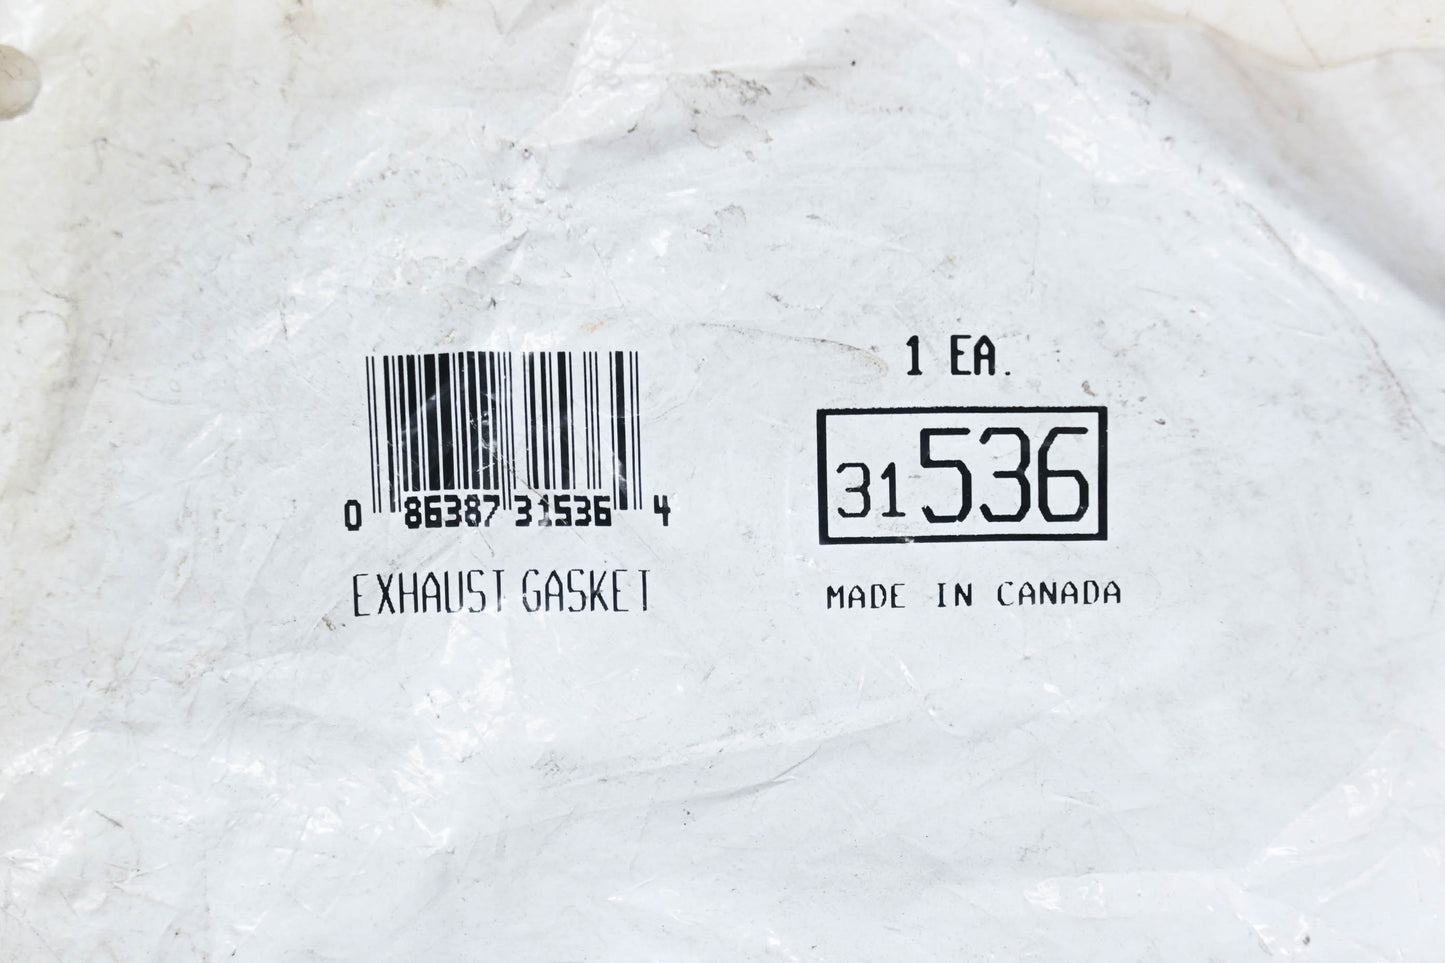 0 86387 31536 4
EXHAUST GASKET
1 EA.
31536
MADE IN CANADA